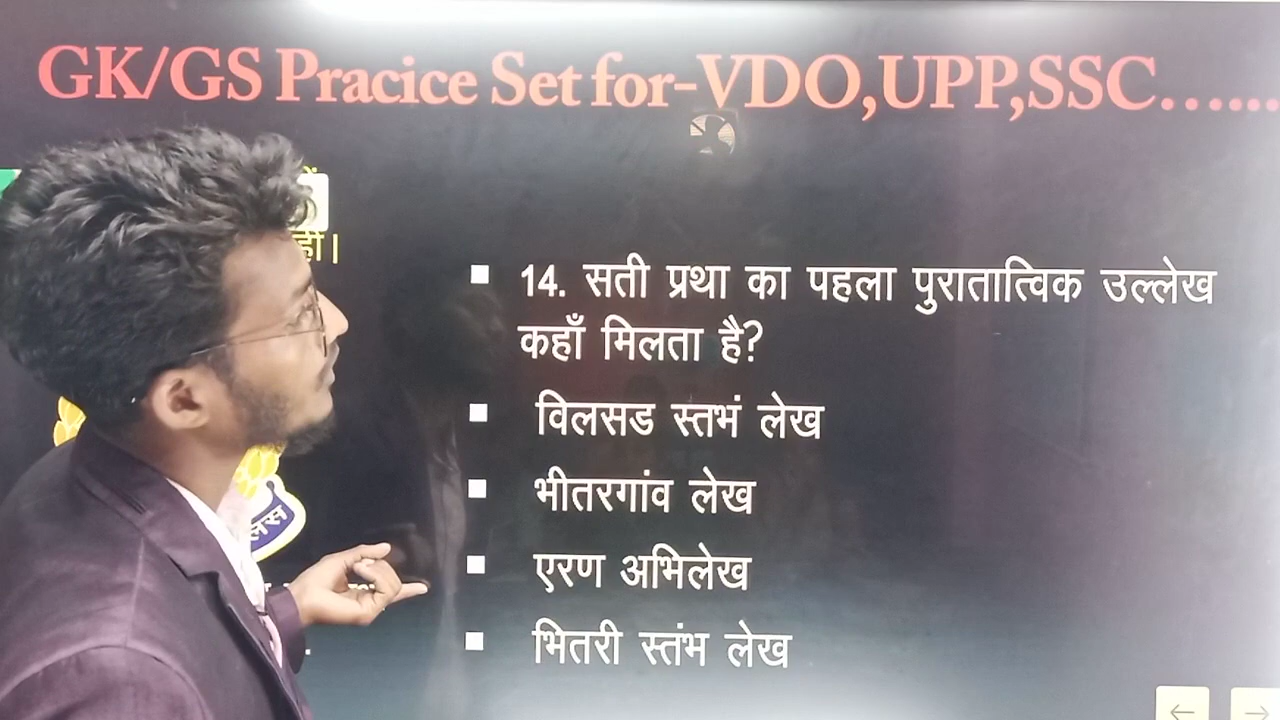 GK/GS Pracice Set for-VDO,UPP,SSC…...
14. सती प्रथा का पहला पुरातात्विक उल्लेख
कहाँ मिलता है?
विलसड स्तभं लेख
भीतरगांव लेख
एरण अभिलेख
भितरी स्तंभ लेख